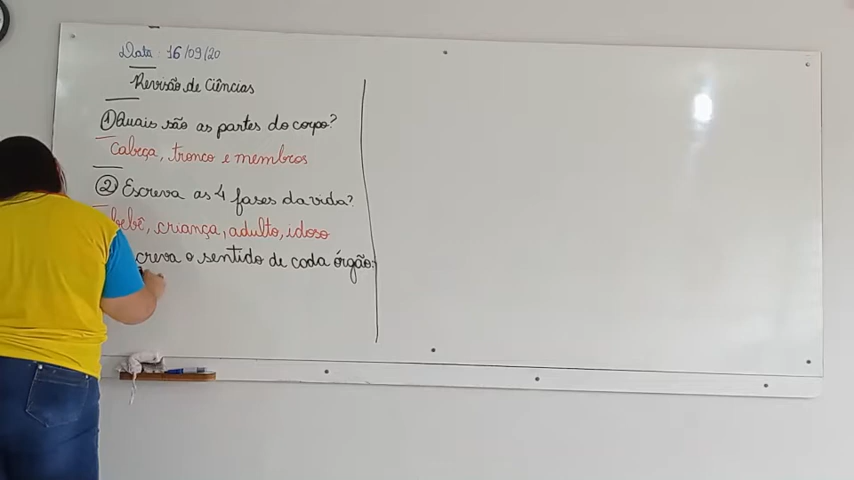 Data: 16/09/20
Revisão de Ciências
① Quais são as partes do corpo?
Cabeça, tronco e membros
② Escreva as 4 fases da vida?
bebê, criança, adulto, idoso
creva o sentido de cada órgão: